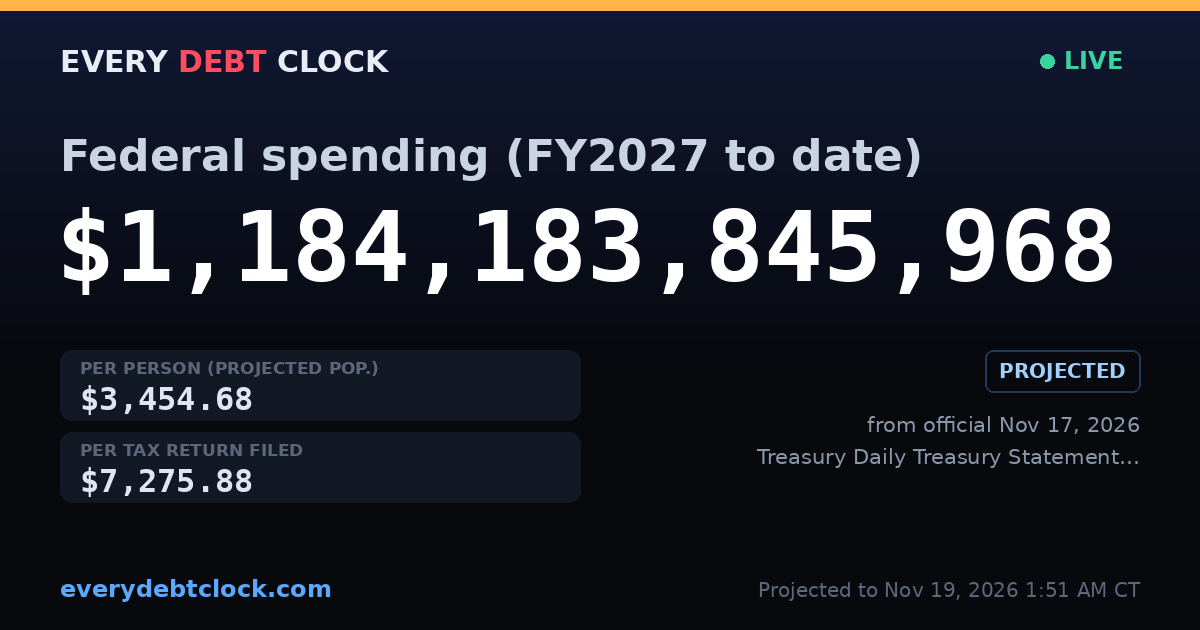 EVERY DEBT CLOCK
LIVE
Federal spending (FY2027 to date)
$1,184,183,845,968
PER PERSON (PROJECTED POP.)
$3,454.68
PER TAX RETURN FILED
$7,275.88
PROJECTED
from official Nov 17, 2026
Treasury Daily Treasury Statement…
everydebtclock.com
Projected to Nov 19, 2026 1:51 AM CT